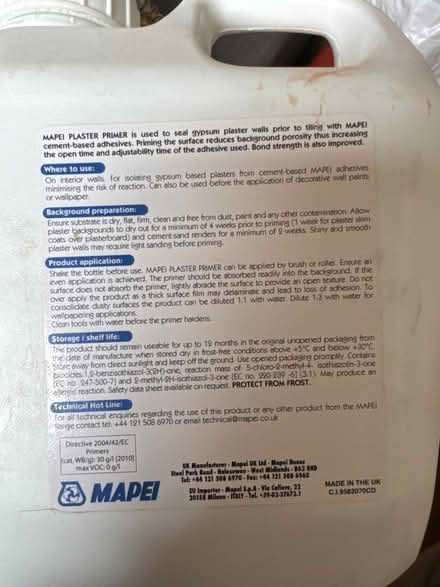 MAPEI PLASTER PRIMER is used to seal gypsum plaster walls prior to tiling with MAPEI
cement-based adhesives. Priming the surface reduces background porosity thus increasing
the open time and adjustability time of the adhesive used. Bond strength is also improved.
Where to use:
On interior walls. For isolating gypsum based plasters from cement-based MAPEI adhesives
minimising the risk of reaction. Can also be used before the application of decorative wall paints
or wallpaper.
Background preparation:
Ensure substrate is dry, flat, firm, clean and free from dust, paint and any other contamination. Allow
plaster backgrounds to dry out for a minimum of 4 weeks prior to priming (1 week for plaster skim
coats over plasterboard) and cement:sand renders for a minimum of 2 weeks. Shiny and smooth
plaster walls may require light sanding before priming.
Product application:
Shake the bottle before use. MAPEI PLASTER PRIMER can be applied by brush or roller. Ensure an
even application is achieved. The primer should be absorbed readily into the background. If the
surface does not absorb the primer, lightly abrade the surface to provide an open texture. Do not
over apply the product as a thick surface film may delaminate and lead to loss of adhesion. To
consolidate dusty surfaces the product can be diluted 1:1 with water. Dilute 1:3 with water for
wallpapering applications.
Clean tools with water before the primer hardens.
Storage / shelf life:
The product should remain useable for up to 12 months in the original unopened packaging from
the date of manufacture when stored dry in frost-free conditions above +5°C and below +30°C.
Store away from direct sunlight and keep off the ground. Use opened packaging promptly. Contains
biocides 1,2-benzisothiazol-3(2H)-one, reaction mass of 5-chloro-2-methyl-4- isothiazolin-3-one
[EC no. 247-500-7] and 2-methyl-2H-isothiazol-3-one [EC no. 220-239 -6] (3:1). May produce an
allergic reaction. Safety data sheet available on request. PROTECT FROM FROST.
Technical Hot Line:
For all technical enquiries regarding the use of this product or any other product from the MAPEI
range contact tel: +44 121 508 6970 or email technical@mapei.co.uk
Directive 2004/42/EC
Primers
(cat. WB/g): 30 g/l (2010)
max VOC: 0 g/l
MAPEI
UK Manufacturer - Mapei UK Ltd - Mapei House
Steel Park Road - Halesowen - West Midlands - B62 8HD
Tel: +44 121 508 6970 - Fax: +44 121 508 6960
EU Importer - Mapei S.p.A - Via Cafiero, 22
20158 Milano - ITALY - Tel. +39-02-37673.1
MADE IN THE UK
C.I.9582070CD